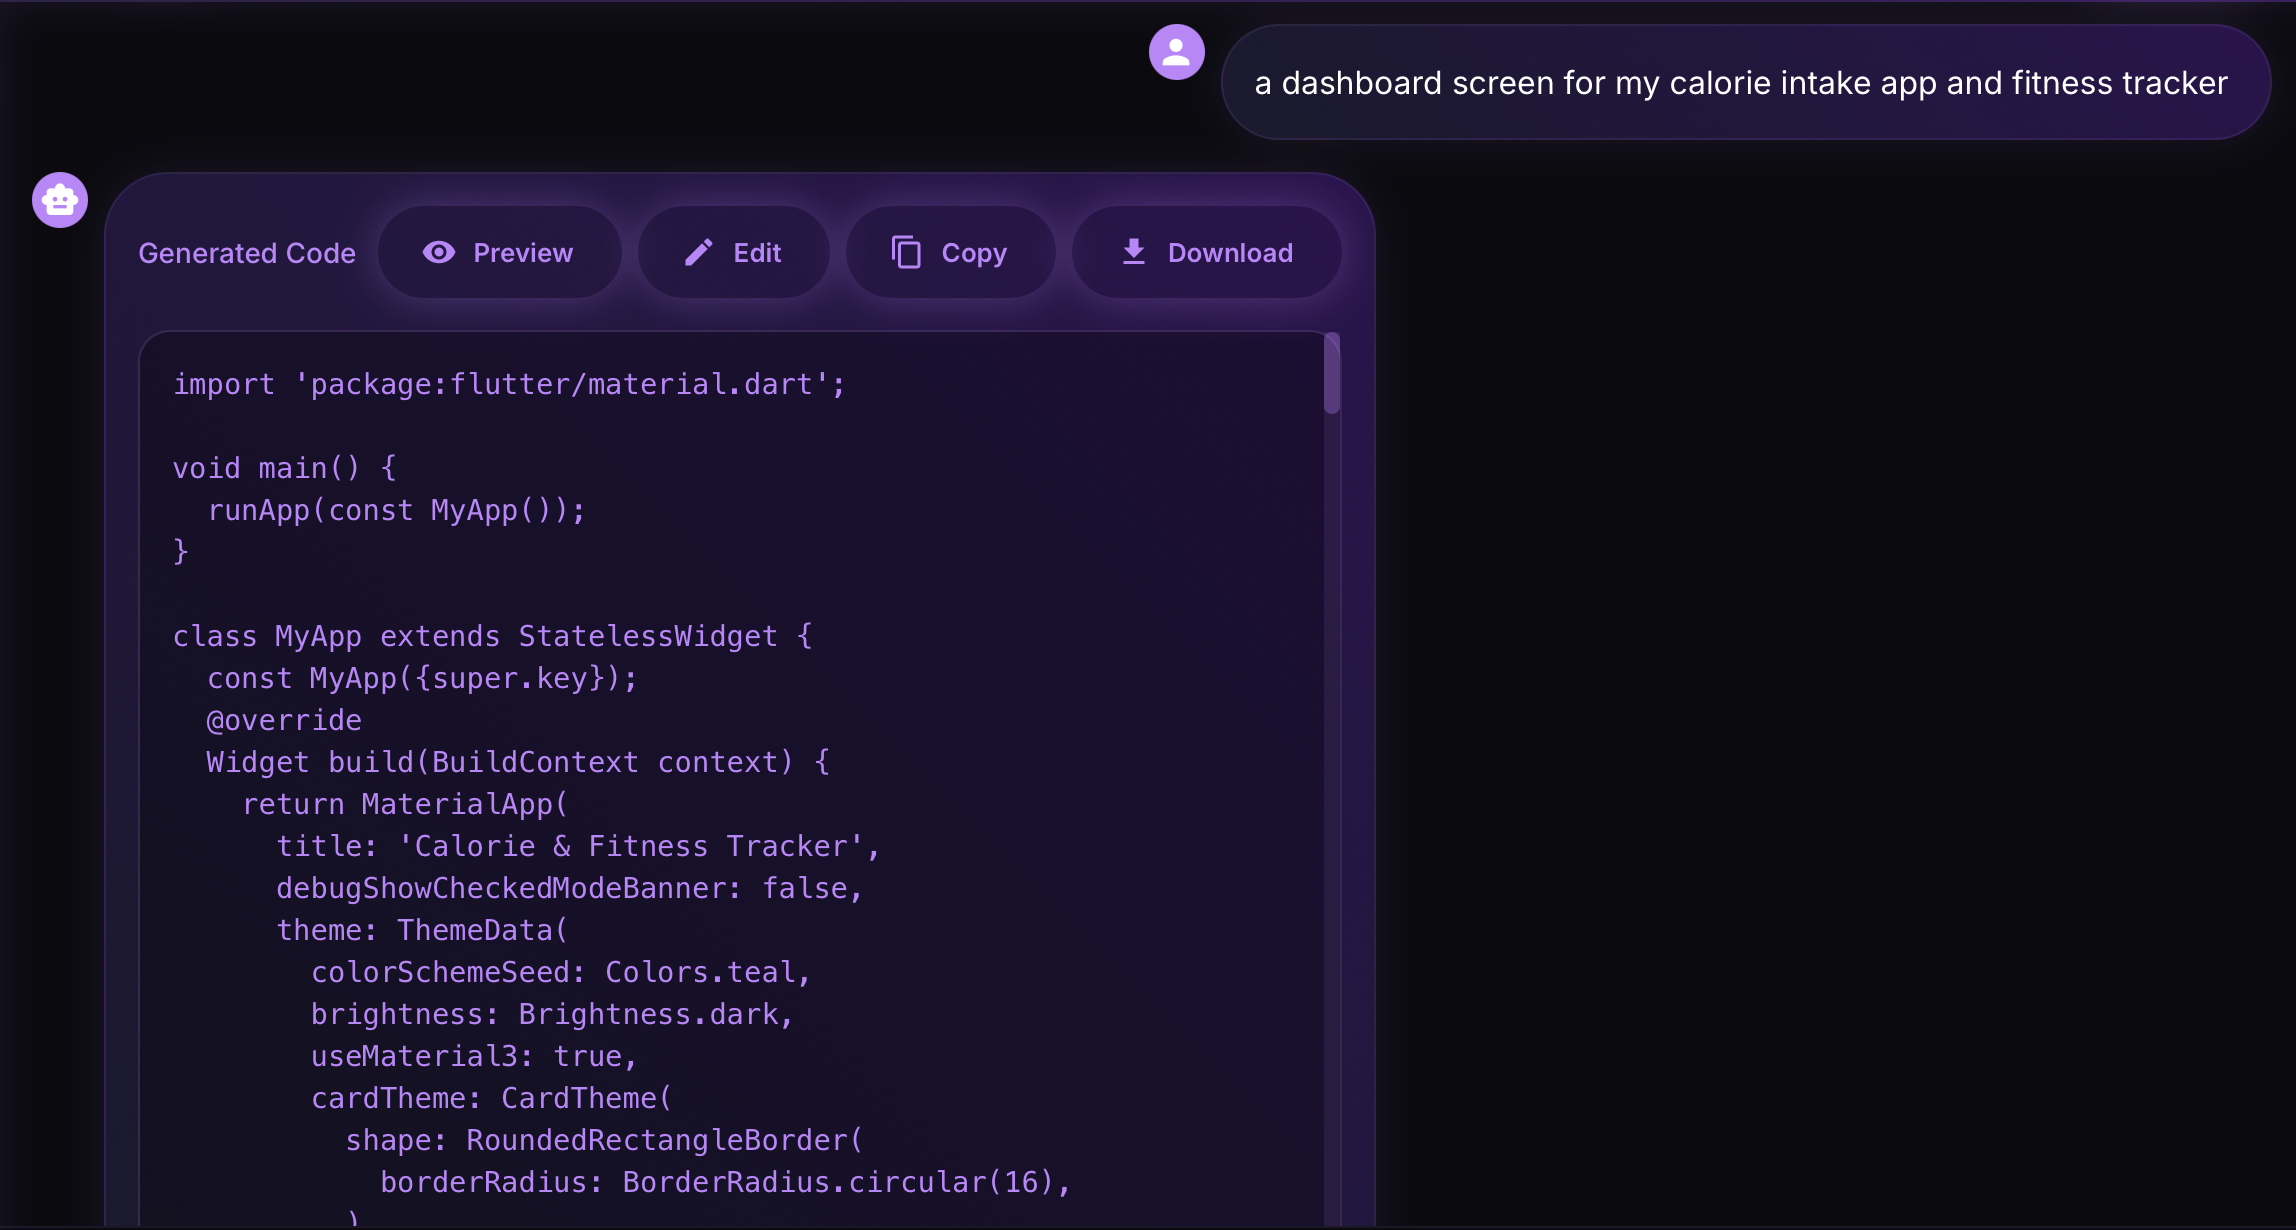 a dashboard screen for my calorie intake app and fitness tracker
Generated Code
Preview
Edit
Copy
Download
import 'package:flutter/material.dart';

void main() {
  runApp(const MyApp());
}

class MyApp extends StatelessWidget {
  const MyApp({super.key});
  @override
  Widget build(BuildContext context) {
    return MaterialApp(
      title: 'Calorie & Fitness Tracker',
      debugShowCheckedModeBanner: false,
      theme: ThemeData(
        colorSchemeSeed: Colors.teal,
        brightness: Brightness.dark,
        useMaterial3: true,
        cardTheme: CardTheme(
          shape: RoundedRectangleBorder(
            borderRadius: BorderRadius.circular(16),
          )